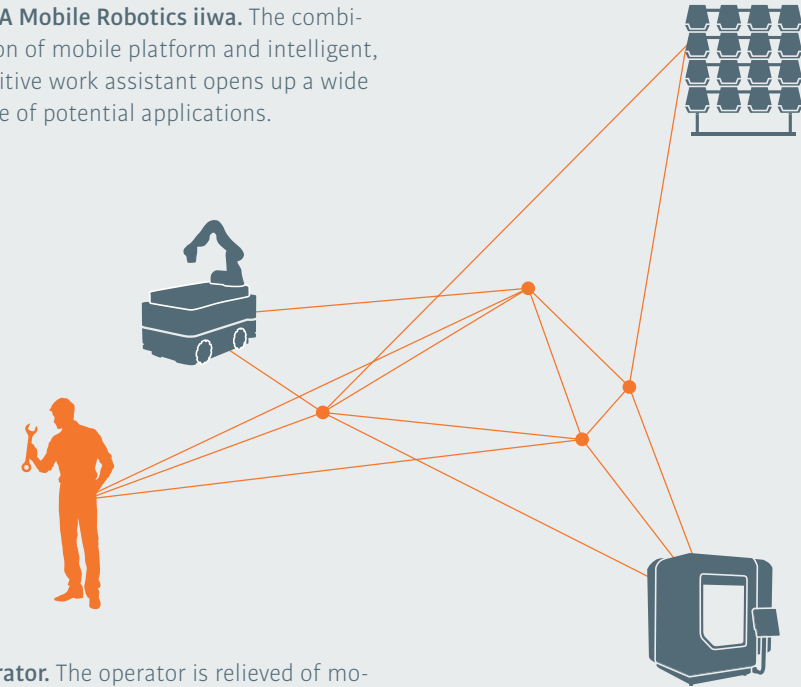 A Mobile Robotics iiwa. The combi-
on of mobile platform and intelligent,
itive work assistant opens up a wide
e of potential applications.
rator. The operator is relieved of mo-